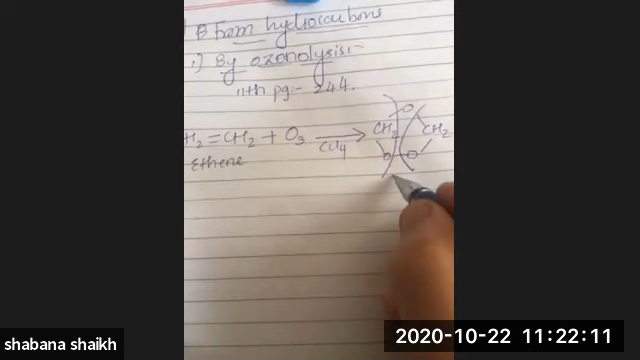 B From hydrocarbons
1) By ozonolysis:-
11th pg:- 244.
H₂=CH₂ + O₃ → CH₂ O CH₂
CCl₄ O O
Ethene
shabana shaikh
2020-10-22 11:22:11